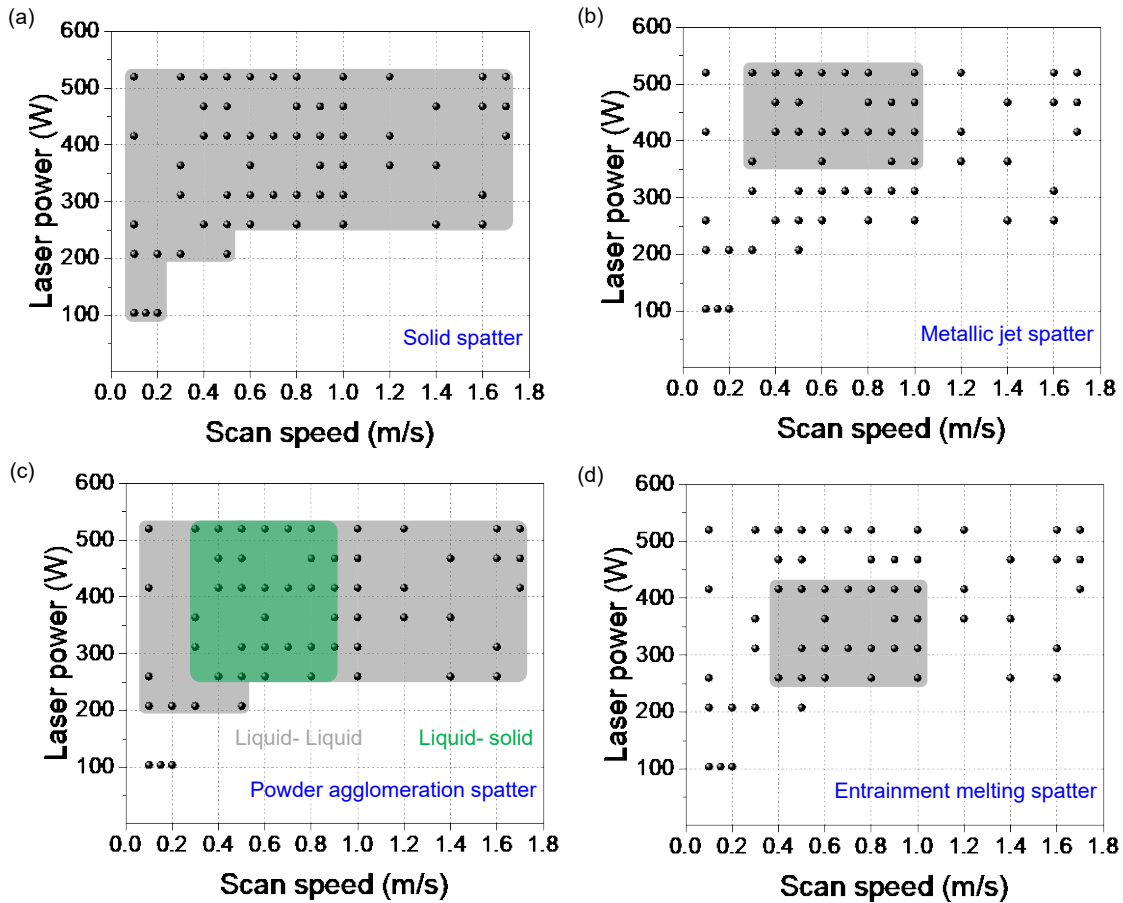 (a)
600
500
400
300
200
100
Laser power (W)
Solid spatter
0.0 0.2 0.4 0.6 0.8 1.0 1.2 1.4 1.6 1.8
Scan speed (m/s)
(b)
600
500
400
300
200
100
Laser power (W)
Metallic jet spatter
0.0 0.2 0.4 0.6 0.8 1.0 1.2 1.4 1.6 1.8
Scan speed (m/s)
(c)
600
500
400
300
200
100
Laser power (W)
Liquid- Liquid Liquid- solid
Powder agglomeration spatter
0.0 0.2 0.4 0.6 0.8 1.0 1.2 1.4 1.6 1.8
Scan speed (m/s)
(d)
600
500
400
300
200
100
Laser power (W)
Entrainment melting spatter
0.0 0.2 0.4 0.6 0.8 1.0 1.2 1.4 1.6 1.8
Scan speed (m/s)